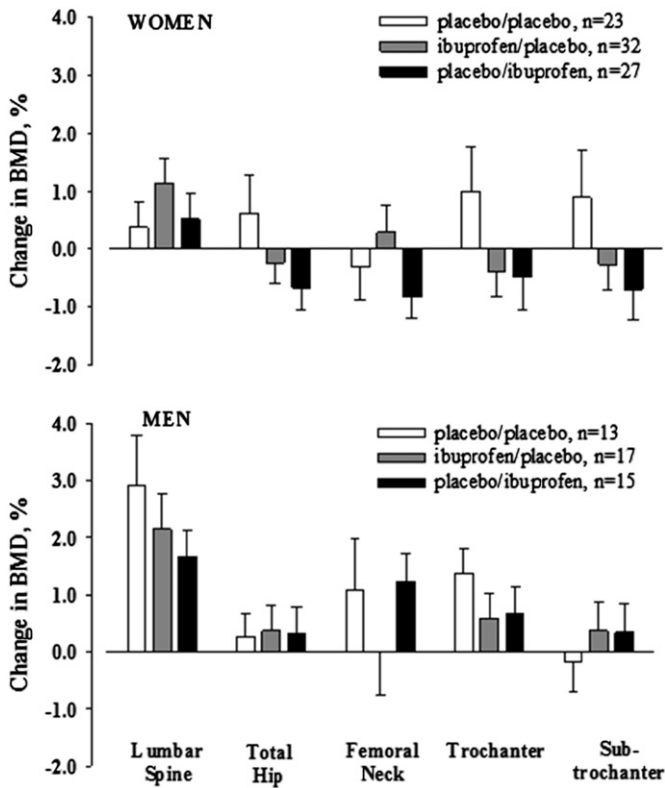 4.0
WOMEN
placebo/placebo, n=23
ibuprofen/placebo, n=32
placebo/ibuprofen, n=27
3.0
2.0
1.0
0.0
-1.0
-2.0
Change in BMD, %
4.0
MEN
placebo/placebo, n=13
ibuprofen/placebo, n=17
placebo/ibuprofen, n=15
3.0
2.0
1.0
0.0
-1.0
-2.0
Change in BMD, %
Lumbar
Spine
Total
Hip
Femoral
Neck
Trochanter
Sub-
trochanter